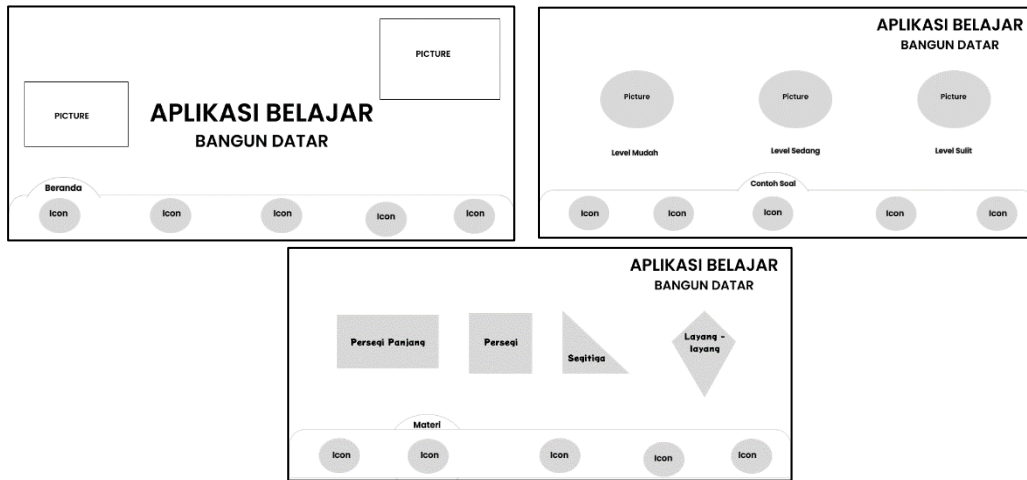 PICTURE
PICTURE
APLIKASI BELAJAR
BANGUN DATAR
Beranda
Icon
Icon
Icon
Icon
Icon
APLIKASI BELAJAR
BANGUN DATAR
Picture
Picture
Picture
Level Mudah
Level Sedang
Level Sulit
Contoh Soal
Icon
Icon
Icon
Icon
Icon
APLIKASI BELAJAR
BANGUN DATAR
Persegi Panjang
Persegi
Segitiga
Layang -
layang
Materi
Icon
Icon
Icon
Icon
Icon